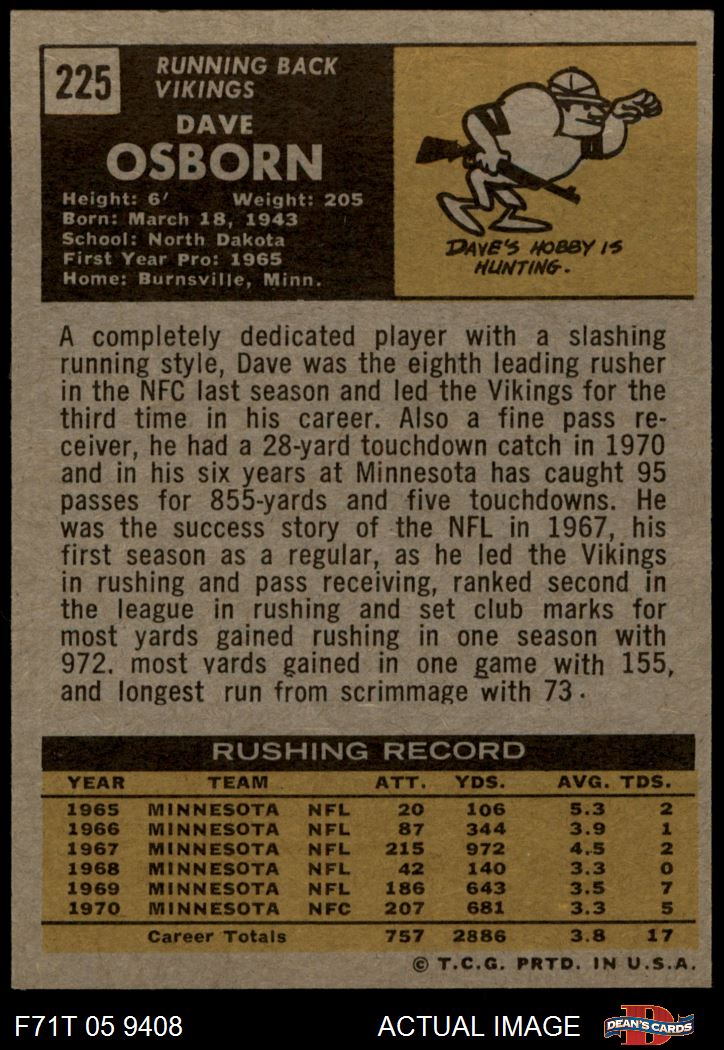 225
RUNNING BACK
VIKINGS
DAVE
OSBORN
Height: 6' Weight: 205
Born: March 18, 1943
School: North Dakota
First Year Pro: 1965
Home: Burnsville, Minn.
DAVE'S HOBBY IS
HUNTING.
A completely dedicated player with a slashing
running style, Dave was the eighth leading rusher
in the NFC last season and led the Vikings for the
third time in his career. Also a fine pass re-
ceiver, he had a 28-yard touchdown catch in 1970
and in his six years at Minnesota has caught 95
passes for 855-yards and five touchdowns. He
was the success story of the NFL in 1967, his
first season as a regular, as he led the Vikings
in rushing and pass receiving, ranked second in
the league in rushing and set club marks for
most yards gained rushing in one season with
972. most yards gained in one game with 155,
and longest run from scrimmage with 73.
RUSHING RECORD
YEAR TEAM ATT. YDS. AVG. TDS.
1965 MINNESOTA NFL 20 106 5.3 2
1966 MINNESOTA NFL 87 344 3.9 1
1967 MINNESOTA NFL 215 972 4.5 2
1968 MINNESOTA NFL 42 140 3.3 0
1969 MINNESOTA NFL 186 643 3.5 7
1970 MINNESOTA NFC 207 681 3.3 5
Career Totals 757 2886 3.8 17
© T.C.G. PRTD. IN U.S.A.
F71T 05 9408 ACTUAL IMAGE
D
DEAN'S CARDS